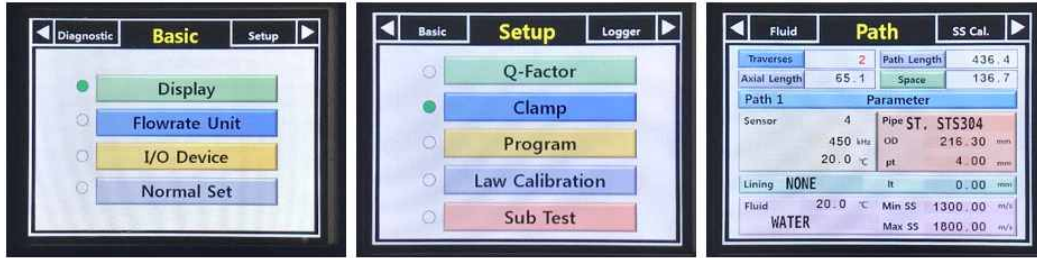 Diagnostic Basic Setup
Display
Flowrate Unit
I/O Device
Normal Set
Basic Setup Logger
Q-Factor
Clamp
Program
Law Calibration
Sub Test
Fluid Path SS Cal.
Traverses 2 Path Length 436.4
Axial Length 65.1 Space 136.7
Path 1 Parameter
Sensor 4 Pipe ST. STS304
450 kHz OD 216.30 mm
20.0 ℃ pt 4.00 mm
Lining NONE lt 0.00 mm
Fluid 20.0 ℃ Min SS 1300.00 m/s
WATER Max SS 1800.00 m/s